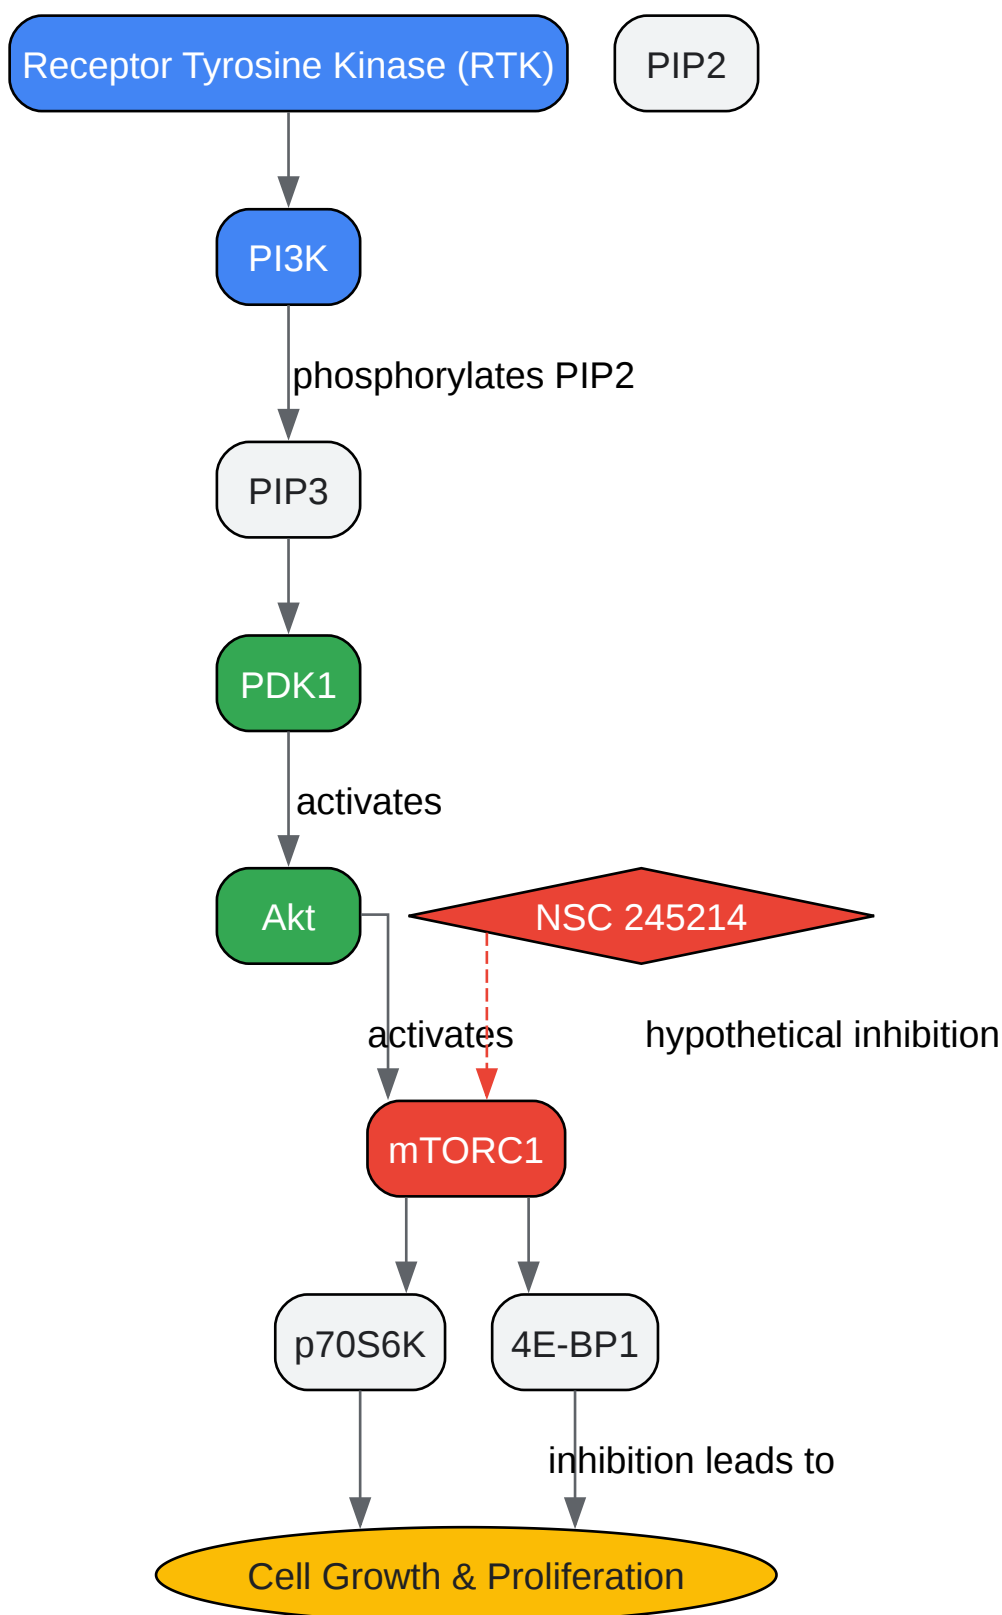 Receptor Tyrosine Kinase (RTK)
PIP2
PI3K
phosphorylates PIP2
PIP3
PDK1
activates
Akt
NSC 245214
activates
hypothetical inhibition
mTORC1
p70S6K
4E-BP1
inhibition leads to
Cell Growth & Proliferation